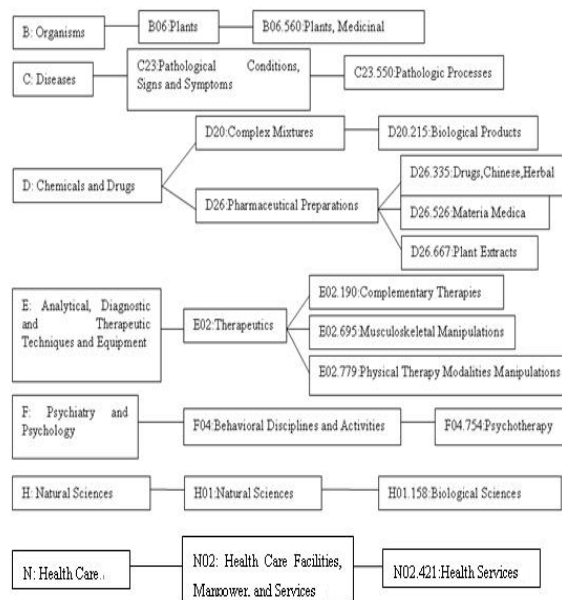 B: Organisms
B06:Plants
B06.560:Plants, Medicinal
C: Diseases
C23:Pathological Conditions,
Signs and Symptoms
C23.550:Pathologic Processes
D: Chemicals and Drugs
D20:Complex Mixtures
D20.215:Biological Products
D26:Pharmaceutical Preparations
D26.335:Drugs,Chinese,Herbal
D26.526:Materia Medica
D26.667:Plant Extracts
E: Analytical, Diagnostic
and Therapeutic
Techniques and Equipment
E02:Therapeutics
E02.190:Complementary Therapies
E02.695:Musculoskeletal Manipulations
E02.779:Physical Therapy Modalities Manipulations
F: Psychiatry and
Psychology
F04:Behavioral Disciplines and Activities
F04.754:Psychotherapy
H: Natural Sciences
H01:Natural Sciences
H01.158:Biological Sciences
N: Health Care.
N02: Health Care Facilities,
Manpower, and Services
N02.421:Health Services